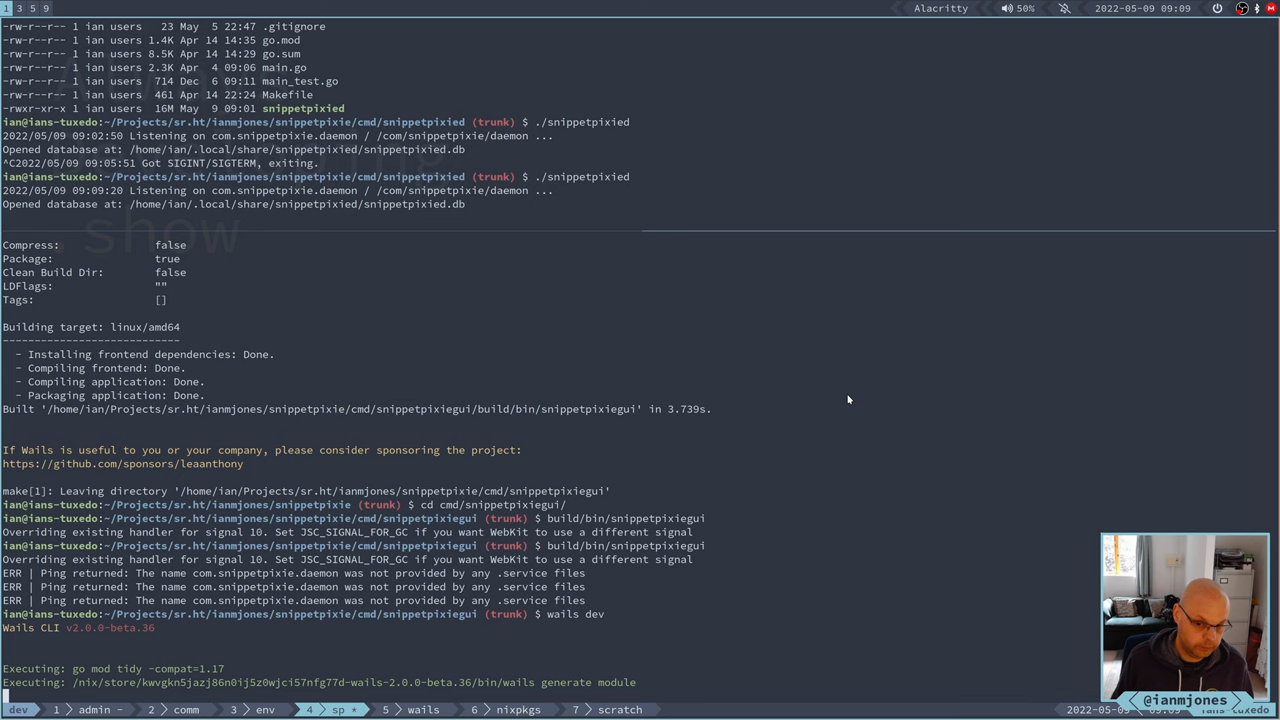 1 3 5 9
Alacritty
50%
2022-05-09 09:09
-rw-r--r-- 1 ian users 23 May 5 22:47 .gitignore
-rw-r--r-- 1 ian users 1.4K Apr 14 14:35 go.mod
-rw-r--r-- 1 ian users 8.5K Apr 14 14:29 go.sum
-rw-r--r-- 1 ian users 2.3K Apr 4 09:06 main.go
-rw-r--r-- 1 ian users 714 Dec 6 09:11 main_test.go
-rw-r--r-- 1 ian users 461 Apr 14 22:24 Makefile
-rwxr-xr-x 1 ian users 16M May 9 09:01 snippetpixied
ian@ians-tuxedo:~/Projects/sr.ht/ianmjones/snippetpixie/cmd/snippetpixied (trunk) $ ./snippetpixied
2022/05/09 09:02:50 Listening on com.snippetpixie.daemon / /com/snippetpixie/daemon ...
Opened database at: /home/ian/.local/share/snippetpixied/snippetpixied.db
^C2022/05/09 09:05:51 Got SIGINT/SIGTERM, exiting.
ian@ians-tuxedo:~/Projects/sr.ht/ianmjones/snippetpixie/cmd/snippetpixied (trunk) $ ./snippetpixied
2022/05/09 09:09:20 Listening on com.snippetpixie.daemon / /com/snippetpixie/daemon ...
Opened database at: /home/ian/.local/share/snippetpixied/snippetpixied.db
show
Compress: false
Package: true
Clean Build Dir: false
LDFlags: ""
Tags: []
Building target: linux/amd64
----------------------------
- Installing frontend dependencies: Done.
- Compiling frontend: Done.
- Compiling application: Done.
- Packaging application: Done.
Built '/home/ian/Projects/sr.ht/ianmjones/snippetpixie/cmd/snippetpixiegui/build/bin/snippetpixiegui' in 3.739s.
If Wails is useful to you or your company, please consider sponsoring the project:
https://github.com/sponsors/leaanthony
make[1]: Leaving directory '/home/ian/Projects/sr.ht/ianmjones/snippetpixie/cmd/snippetpixiegui'
ian@ians-tuxedo:~/Projects/sr.ht/ianmjones/snippetpixie (trunk) $ cd cmd/snippetpixiegui/
ian@ians-tuxedo:~/Projects/sr.ht/ianmjones/snippetpixie/cmd/snippetpixiegui (trunk) $ build/bin/snippetpixiegui
Overriding existing handler for signal 10. Set JSC_SIGNAL_FOR_GC if you want WebKit to use a different signal
ian@ians-tuxedo:~/Projects/sr.ht/ianmjones/snippetpixie/cmd/snippetpixiegui (trunk) $ build/bin/snippetpixiegui
Overriding existing handler for signal 10. Set JSC_SIGNAL_FOR_GC if you want WebKit to use a different signal
ERR | Ping returned: The name com.snippetpixie.daemon was not provided by any .service files
ERR | Ping returned: The name com.snippetpixie.daemon was not provided by any .service files
ERR | Ping returned: The name com.snippetpixie.daemon was not provided by any .service files
ian@ians-tuxedo:~/Projects/sr.ht/ianmjones/snippetpixie/cmd/snippetpixiegui (trunk) $ wails dev
Wails CLI v2.0.0-beta.36
Executing: go mod tidy -compat=1.17
Executing: /nix/store/kwvgkn5jazj86n0ij5z0wjci57nfg77d-wails-2.0.0-beta.36/bin/wails generate module
dev 1 admin - 2 comm 3 env 4 sp * 5 wails 6 nixpkgs 7 scratch
@ianmjones